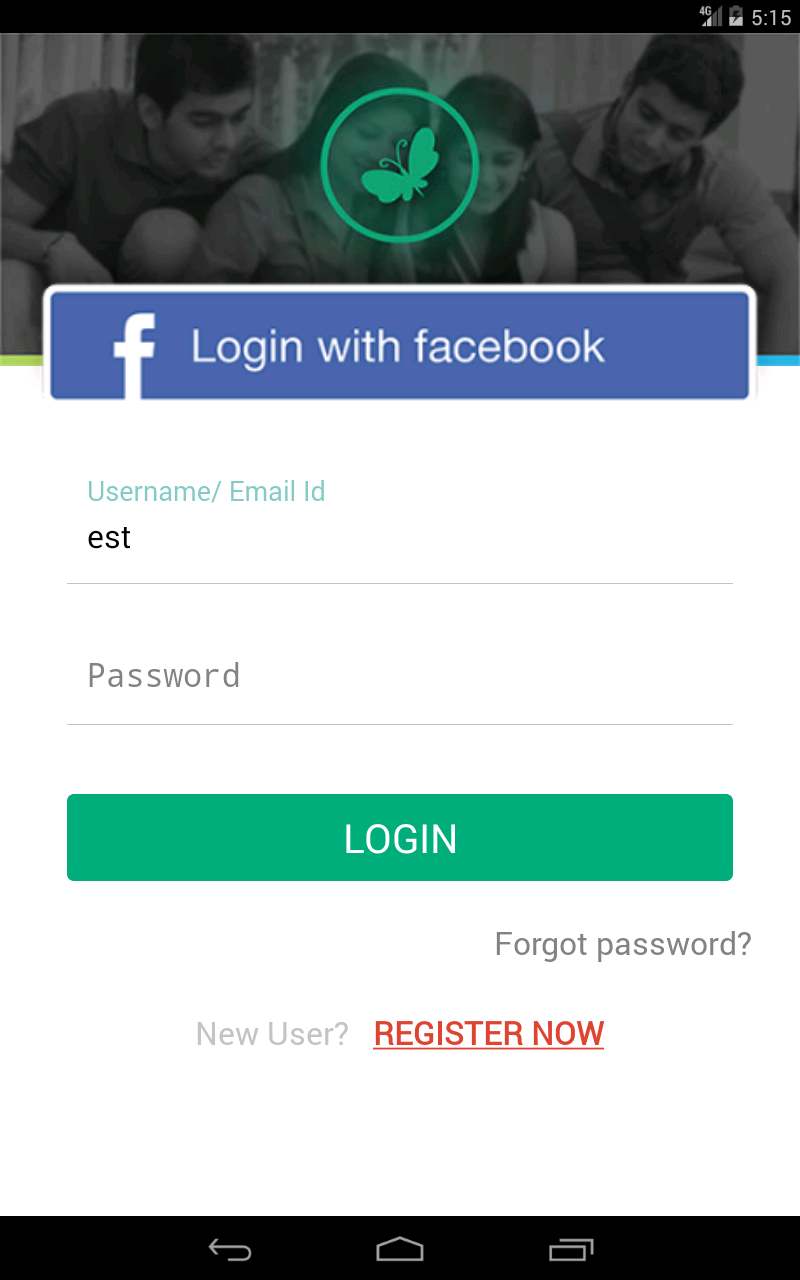 4G 5:15
Login with facebook
Username/ Email Id
est
Password
LOGIN
Forgot password?
New User? REGISTER NOW